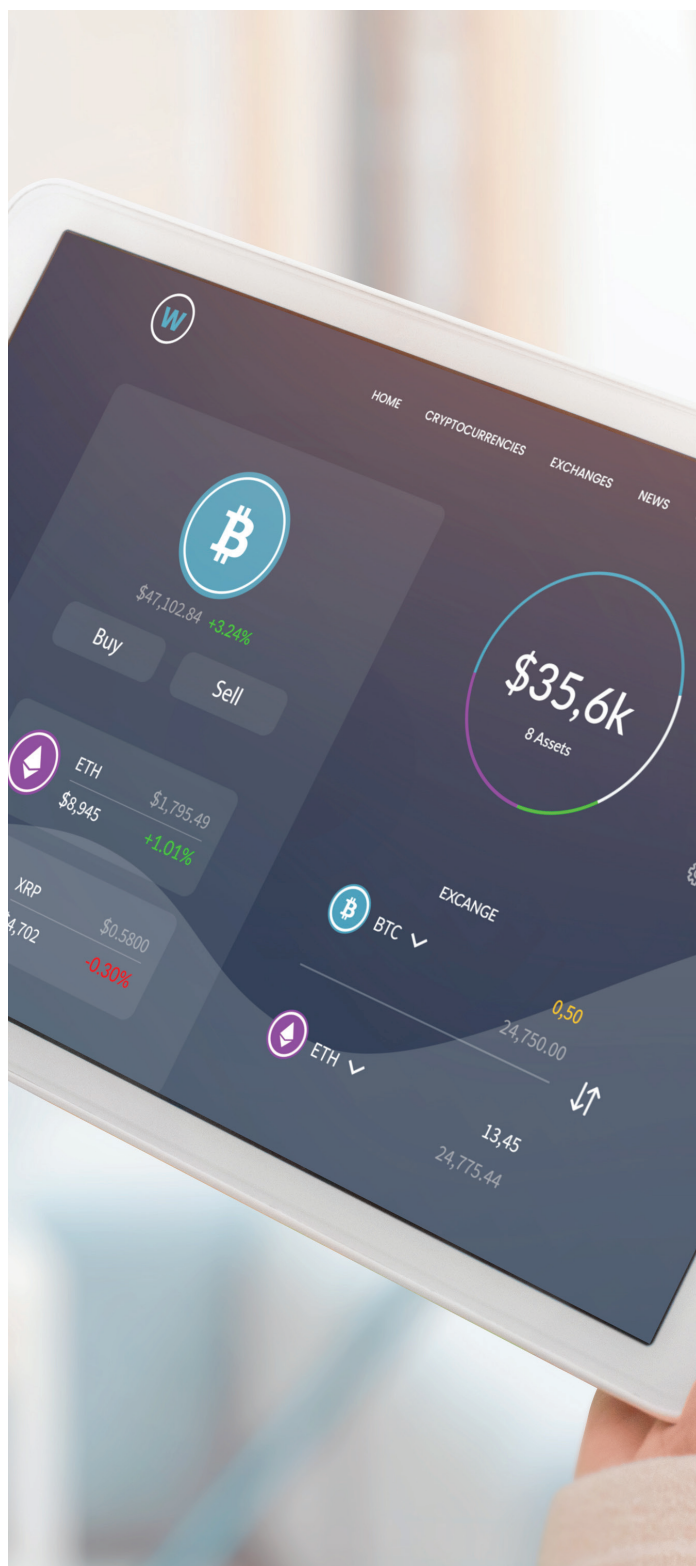 W
HOME CRYPTOCURRENCIES EXCHANGES NEWS
$47,102.84 +3.24%
Buy Sell
$35,6k
8 Assets
ETH $1,795.49
$8,945 +1.01%
XRP $0.5800
4,702 -0.30%
EXCANGE
BTC
0,50
24,750.00
ETH
13,45
24,775.44